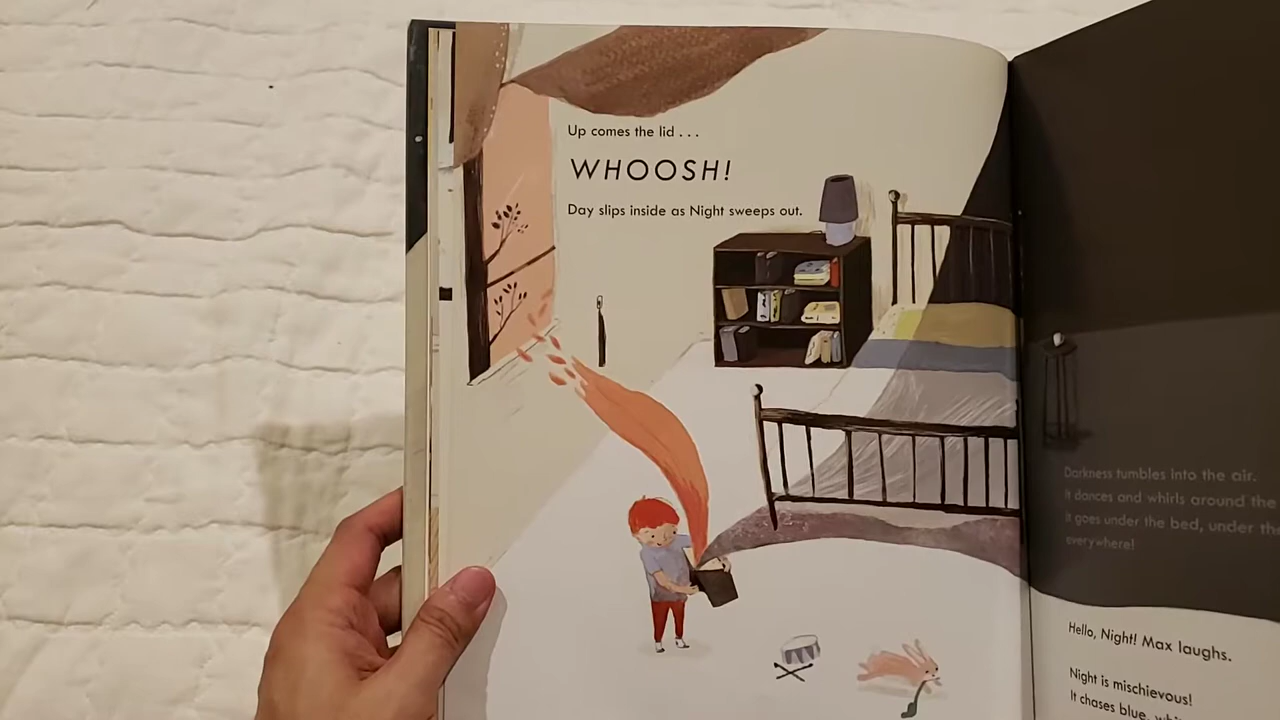 Up comes the lid . . .
WHOOSH!
Day slips inside as Night sweeps out.
Darkness tumbles into the air.
It dances and whirls around the
it goes under the bed, under
everywhere!
Hello, Night! Max laughs.
Night is mischievous!
It chases blue,